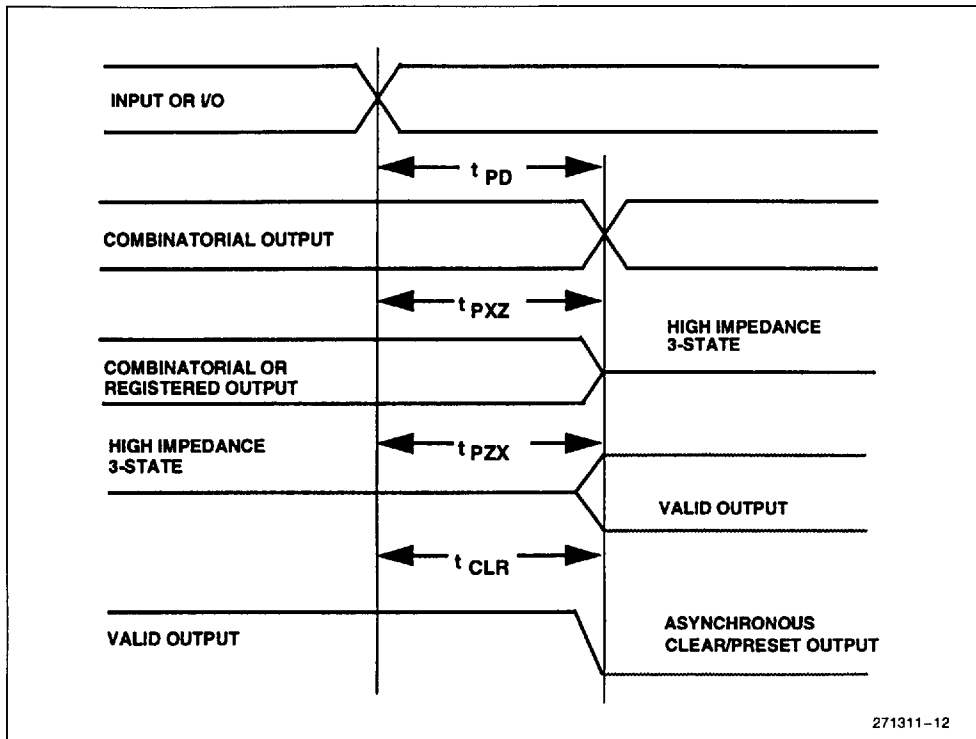 INPUT OR I/O
t PD
COMBINATORIAL OUTPUT
t PXZ
HIGH IMPEDANCE
3-STATE
COMBINATORIAL OR
REGISTERED OUTPUT
HIGH IMPEDANCE
3-STATE
t PZX
VALID OUTPUT
t CLR
VALID OUTPUT
ASYNCHRONOUS
CLEAR/PRESET OUTPUT
271311–12